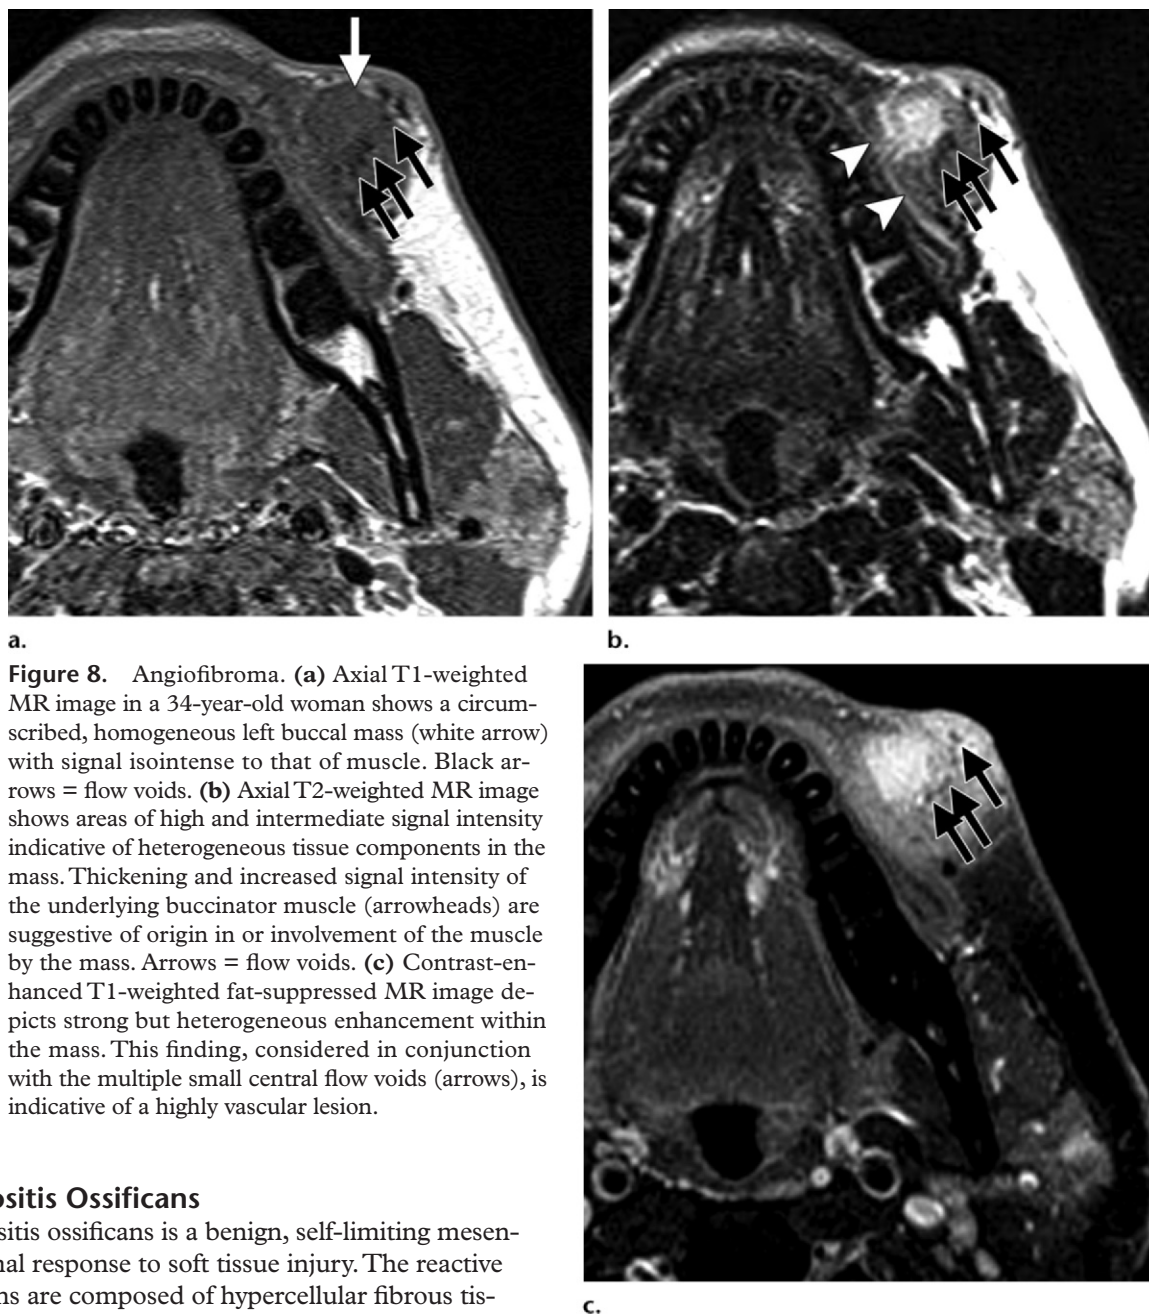 a.
b.
Figure 8. Angiofibroma. (a) Axial T1-weighted
MR image in a 34-year-old woman shows a circum-
scribed, homogeneous left buccal mass (white arrow)
with signal isointense to that of muscle. Black ar-
rows = flow voids. (b) Axial T2-weighted MR image
shows areas of high and intermediate signal intensity
indicative of heterogeneous tissue components in the
mass. Thickening and increased signal intensity of
the underlying buccinator muscle (arrowheads) are
suggestive of origin in or involvement of the muscle
by the mass. Arrows = flow voids. (c) Contrast-en-
hanced T1-weighted fat-suppressed MR image de-
picts strong but heterogeneous enhancement within
the mass. This finding, considered in conjunction
with the multiple small central flow voids (arrows), is
indicative of a highly vascular lesion.
ositis Ossificans
sitis ossificans is a benign, self-limiting mesen-
nal response to soft tissue injury. The reactive
ns are composed of hypercellular fibrous tis-
c.